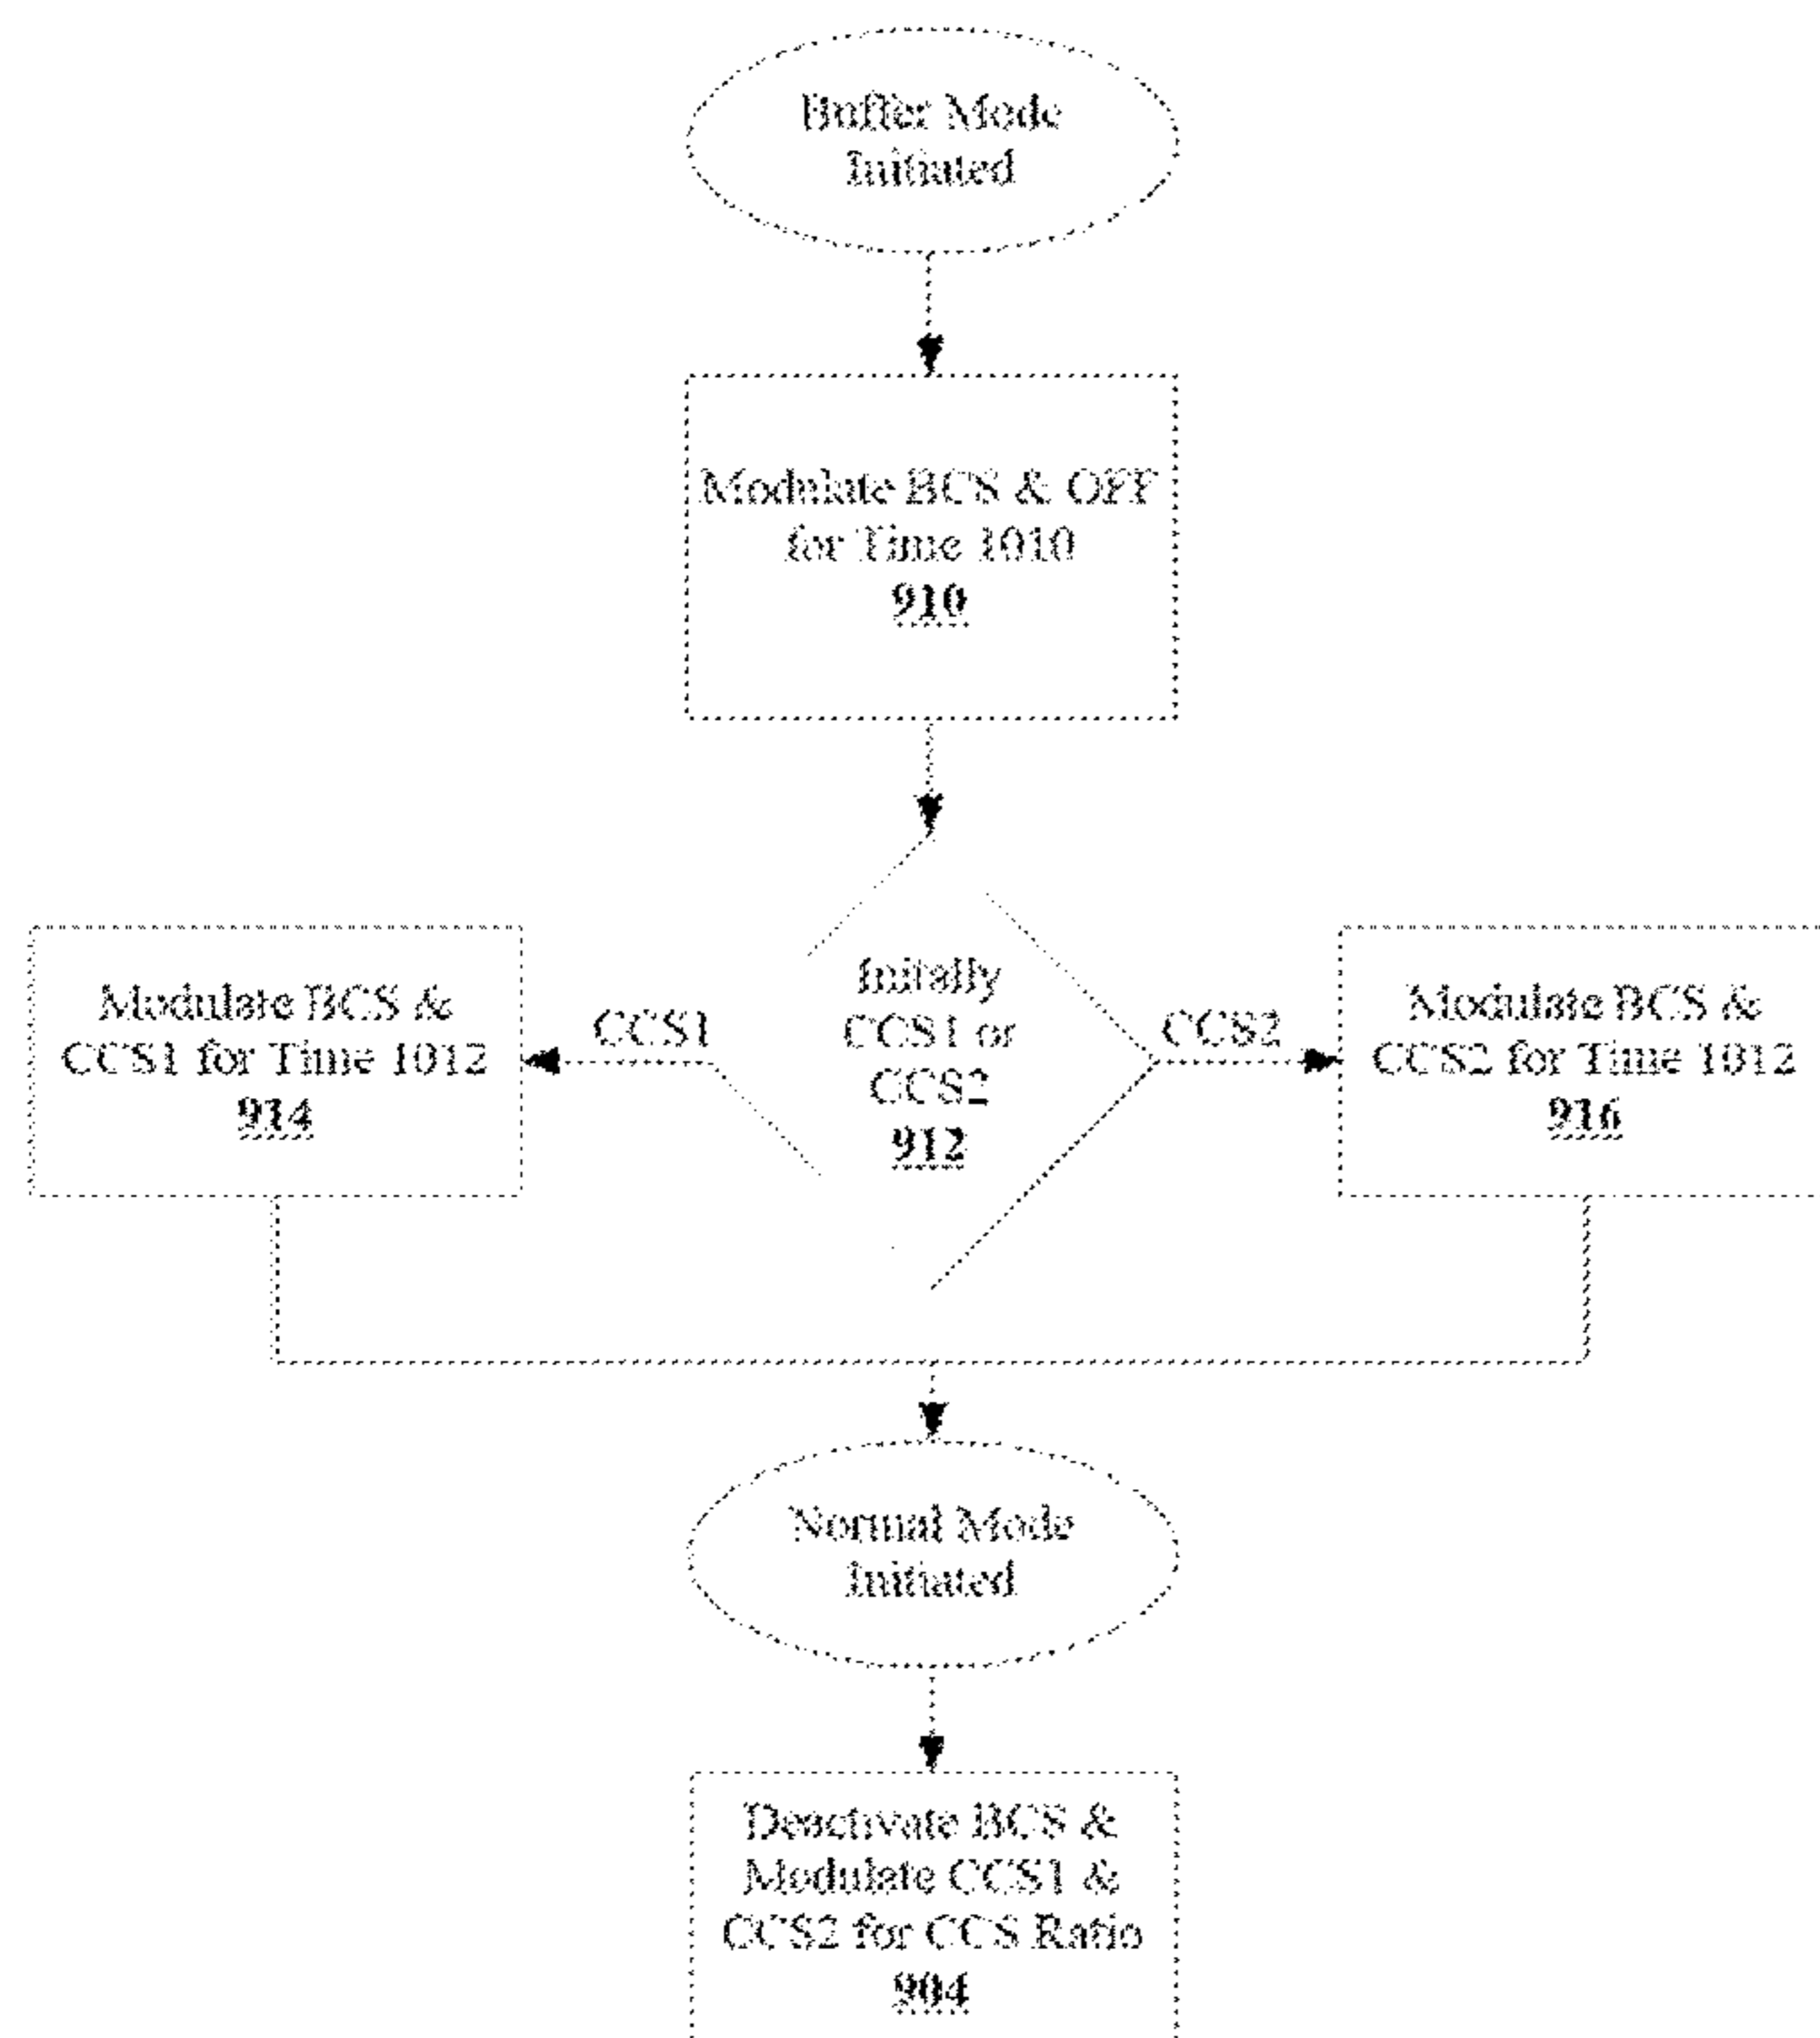 Buffer Mode
Initiated
Modulate BCS & OFF
for Time 1010
910
Initally
CCS1 or
CCS2
912
CCS1
CCS2
Modulate BCS &
CCS1 for Time 1012
914
Modulate BCS &
CCS2 for Time 1012
916
Normal Mode
Initiated
Deactivate BCS &
Modulate CCS1 &
CCS2 for CCS Ratio
904